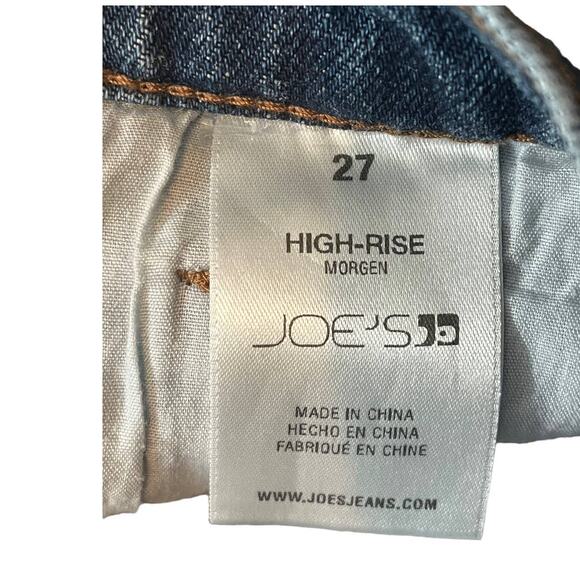 27
HIGH-RISE
MORGEN
JOE'S
MADE IN CHINA
HECHO EN CHINA
FABRIQUÉ EN CHINE
WWW.JOESJEANS.COM